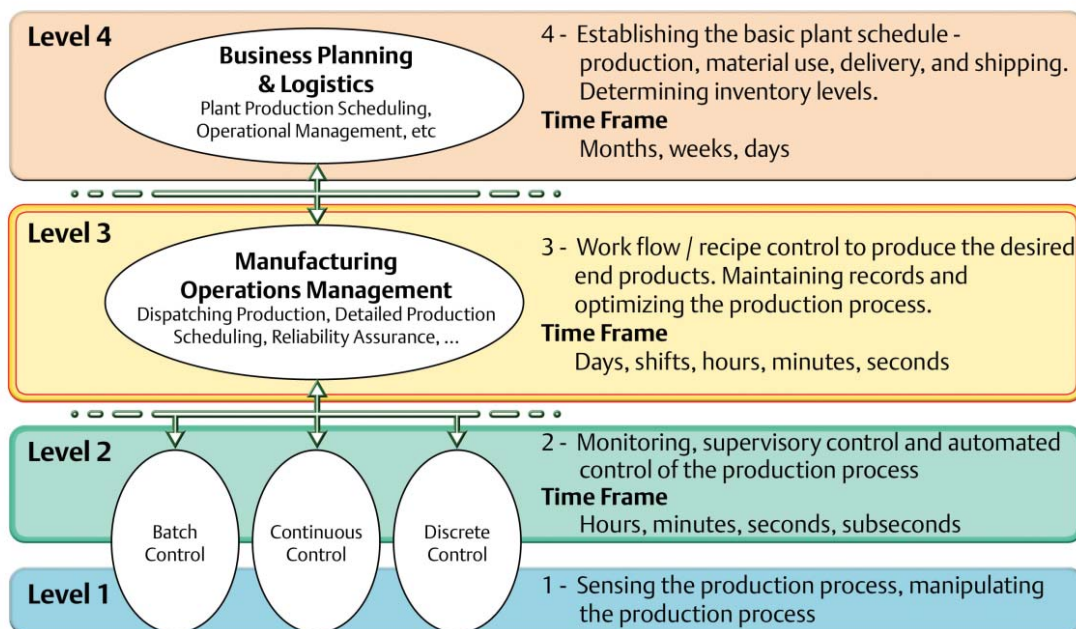 Level 4
Business Planning
& Logistics
Plant Production Scheduling,
Operational Management, etc
4 - Establishing the basic plant schedule -
production, material use, delivery, and shipping.
Determining inventory levels.
Time Frame
Months, weeks, days
Level 3
Manufacturing
Operations Management
Dispatching Production, Detailed Production
Scheduling, Reliability Assurance, ...
3 - Work flow / recipe control to produce the desired
end products. Maintaining records and
optimizing the production process.
Time Frame
Days, shifts, hours, minutes, seconds
Level 2
Batch
Control
Continuous
Control
Discrete
Control
2 - Monitoring, supervisory control and automated
control of the production process
Time Frame
Hours, minutes, seconds, subseconds
Level 1
1 - Sensing the production process, manipulating
the production process